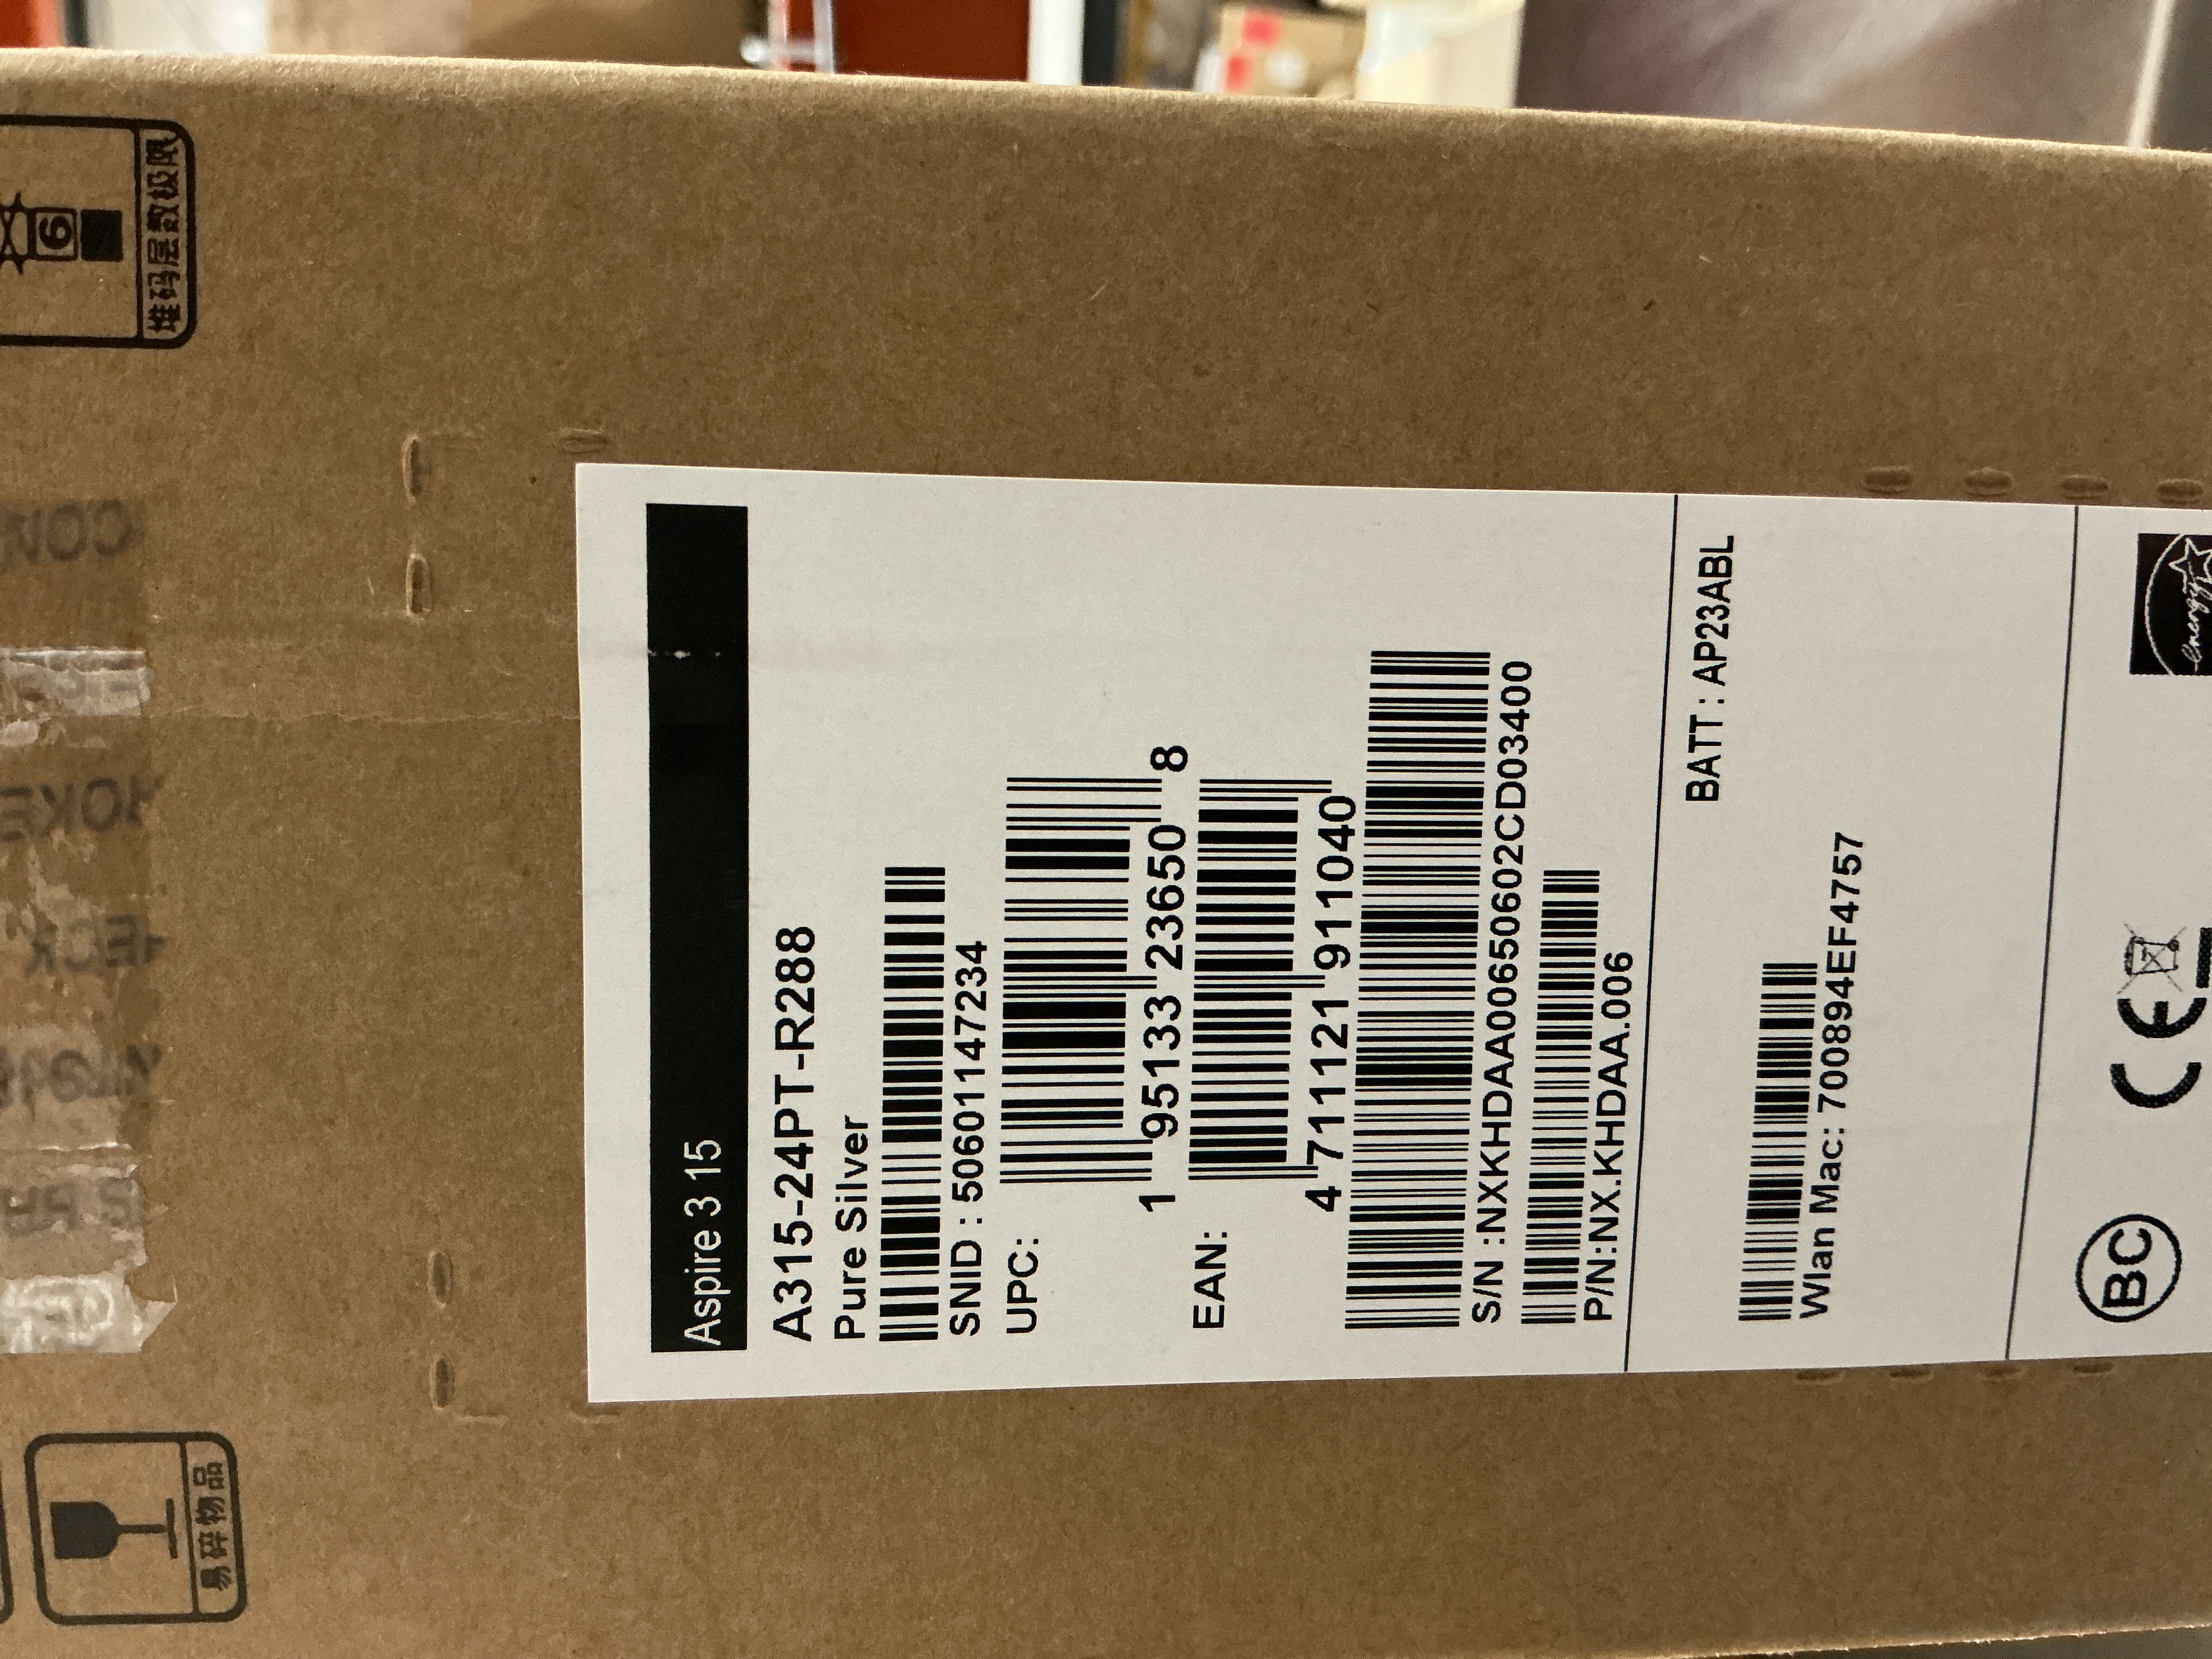 Aspire 3 15
A315-24PT-R288
Pure Silver
SNID : 50601147234
UPC:
1 95133 23650 8
EAN:
4 711121 911040
S/N :NXKHDAA00650602CD03400
P/N:NX.KHDAA.006
BATT : AP23ABL
Wlan Mac: 700894EF4757
BC
CE
energy
堆码层数极限
6
易碎物品